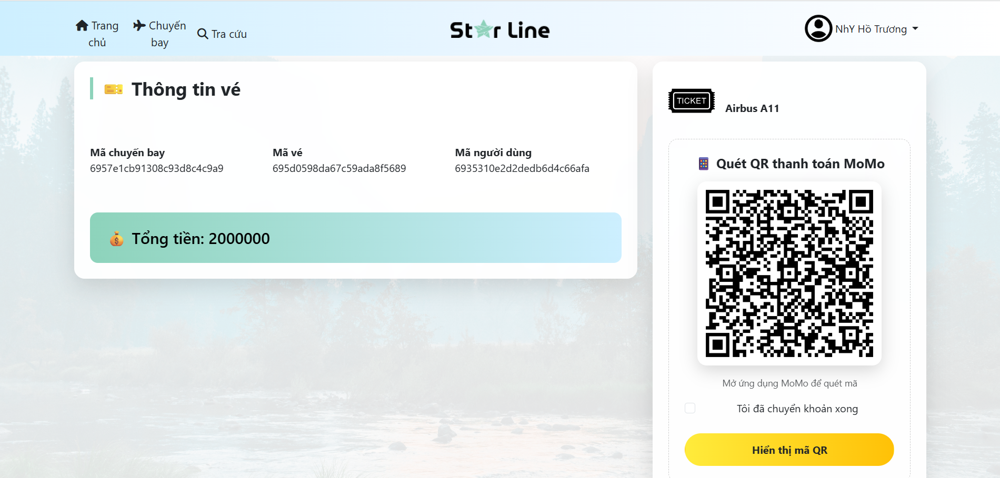 Trang chủ
Chuyến bay
Tra cứu
Star Line
NhY Hồ Trương
Thông tin vé
Mã chuyến bay
6957e1cb91308c93d8c4c9a9
Mã vé
695d0598da67c59ada8f5689
Mã người dùng
6935310e2d2dedb6d4c66afa
Tổng tiền: 2000000
TICKET
Airbus A11
Quét QR thanh toán MoMo
Mở ứng dụng MoMo để quét mã
Tôi đã chuyển khoản xong
Hiển thị mã QR